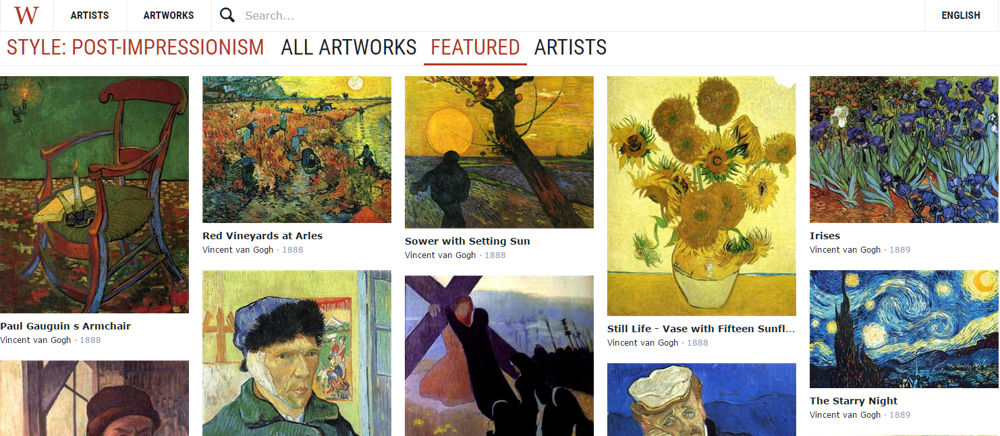 W ARTISTS ARTWORKS Search... ENGLISH
STYLE: POST-IMPRESSIONISM ALL ARTWORKS FEATURED ARTISTS
Paul Gauguin s Armchair
Vincent van Gogh · 1888
Red Vineyards at Arles
Vincent van Gogh · 1888
Sower with Setting Sun
Vincent van Gogh · 1888
Vincent
Still Life - Vase with Fifteen Sunfl...
Vincent van Gogh · 1888
Irises
Vincent van Gogh · 1889
The Starry Night
Vincent van Gogh · 1889